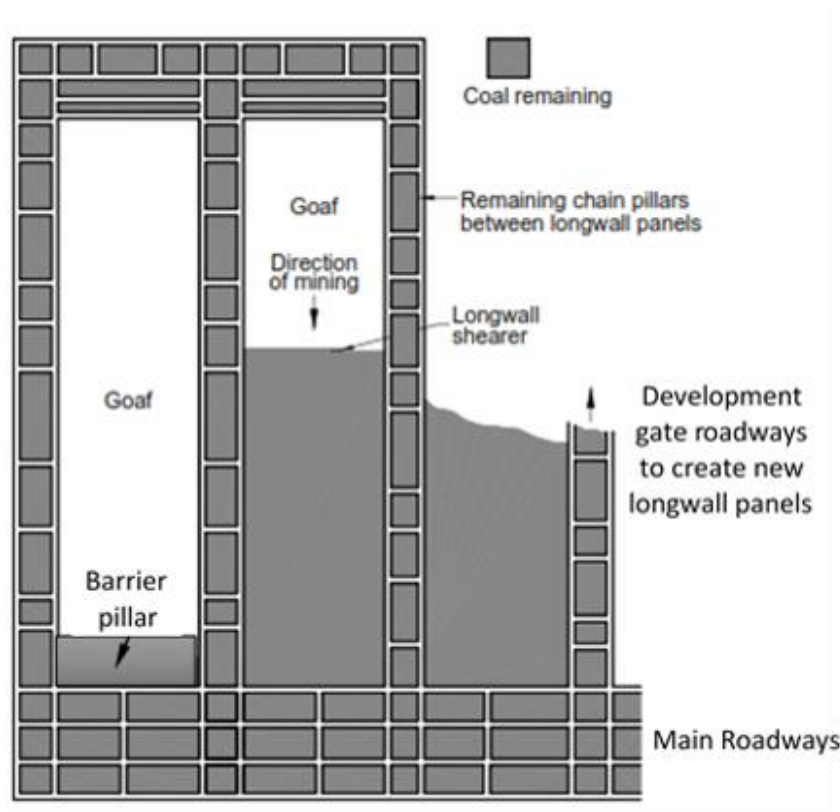 Coal remaining
Remaining chain pillars
between longwall panels
Goaf
Direction
of mining
Longwall
shearer
Goaf
Development
gate roadways
to create new
longwall panels
Barrier
pillar
Main Roadways